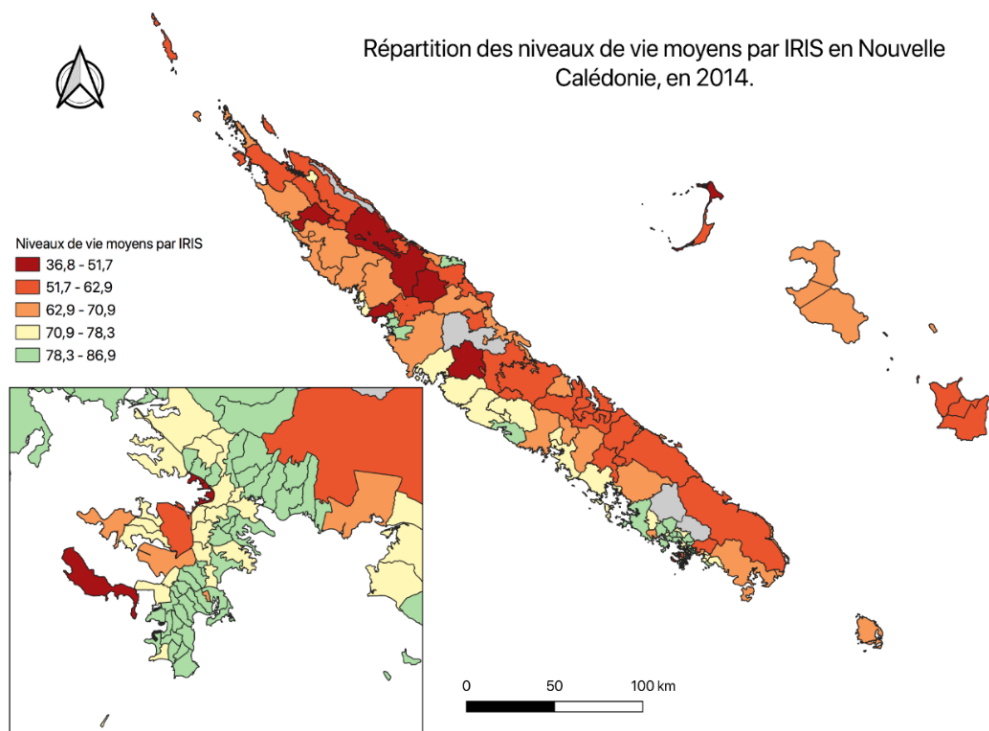 Répartition des niveaux de vie moyens par IRIS en Nouvelle
Calédonie, en 2014.
Niveaux de vie moyens par IRIS
36,8 - 51,7
51,7 - 62,9
62,9 - 70,9
70,9 - 78,3
78,3 - 86,9
0 50 100 km